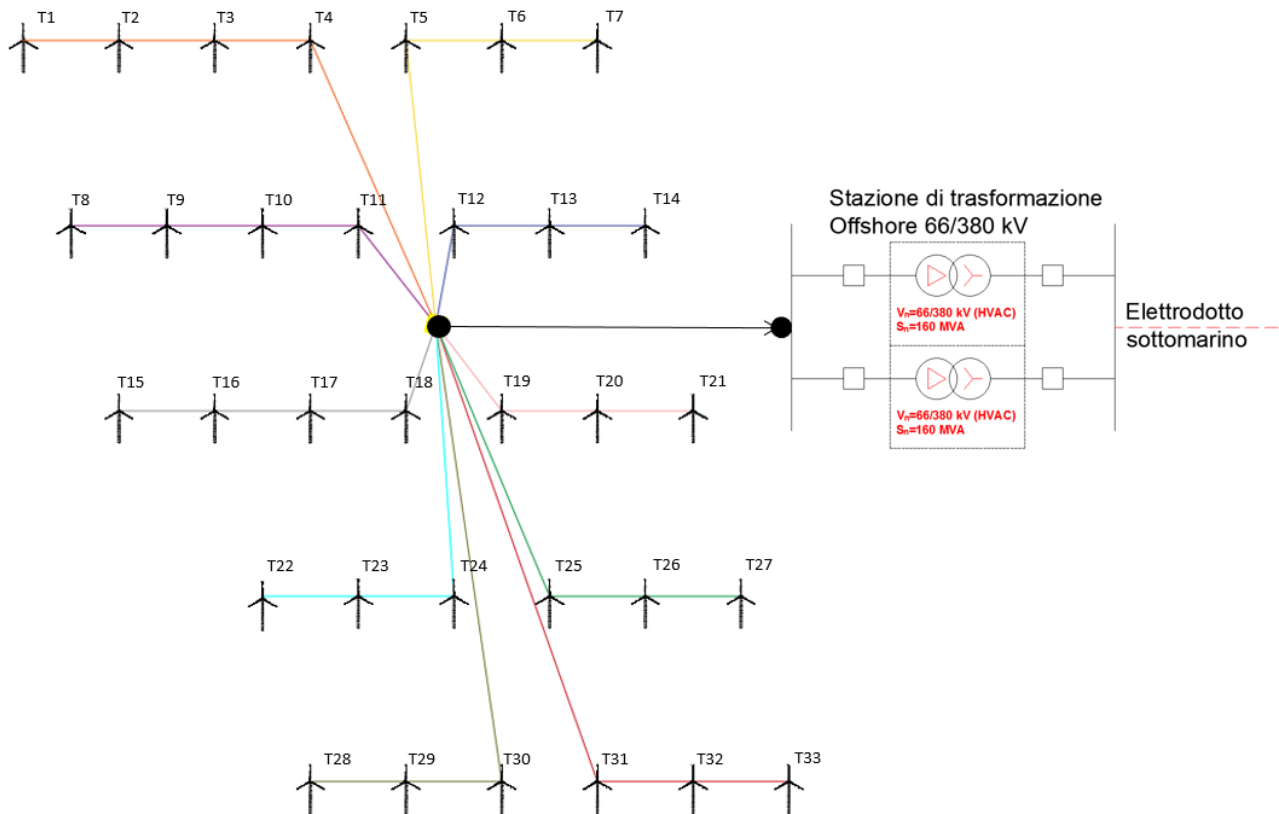 T1 T2 T3 T4 T5 T6 T7
T8 T9 T10 T11 T12 T13 T14
Stazione di trasformazione
Offshore 66/380 kV
Vn=66/380 kV (HVAC)
Sn=160 MVA
Elettrodotto
sottomarino
T15 T16 T17 T18 T19 T20 T21
Vn=66/380 kV (HVAC)
Sn=160 MVA
T22 T23 T24 T25 T26 T27
T28 T29 T30 T31 T32 T33